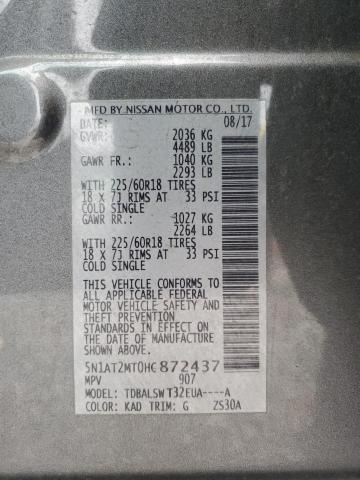 MFD BY NISSAN MOTOR CO., LTD.
DATE: 08/17
GVWR: 2036 KG
4489 LB
GAWR FR.: 1040 KG
2293 LB
WITH 225/60R18 TIRES
18 X 7J RIMS AT 33 PSI
COLD SINGLE
GAWR RR.: 1027 KG
2264 LB
WITH 225/60R18 TIRES
18 X 7J RIMS AT 33 PSI
COLD SINGLE
THIS VEHICLE CONFORMS TO
ALL APPLICABLE FEDERAL
MOTOR VEHICLE SAFETY
AND THEFT PREVENTION
STANDARDS IN EFFECT ON
THE DATE OF MANUFACTURE
SHOWN ABOVE.
5N1AT2MT0HC872437
MPV 907
MODEL: TDBALSW T32EUA----A
COLOR: KAD TRIM: G ZS30A